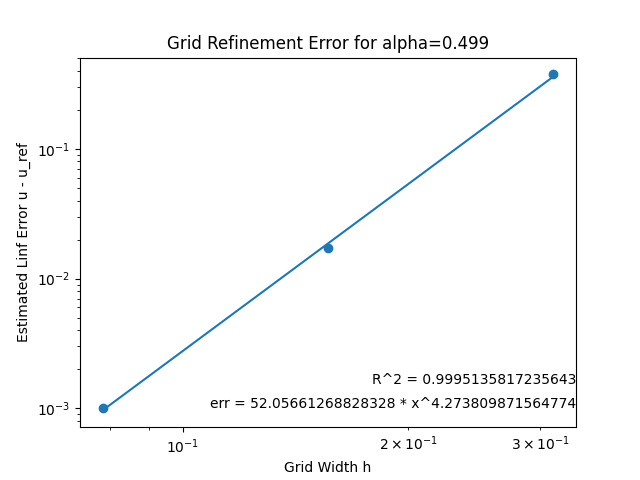 Grid Refinement Error for alpha=0.499
Estimated Linf Error u - u_ref
10^-1
10^-2
10^-3
R^2 = 0.9995135817235643
err = 52.05661268828328 * x^4.273809871564774
10^-1
2 × 10^-1
3 × 10^-1
Grid Width h